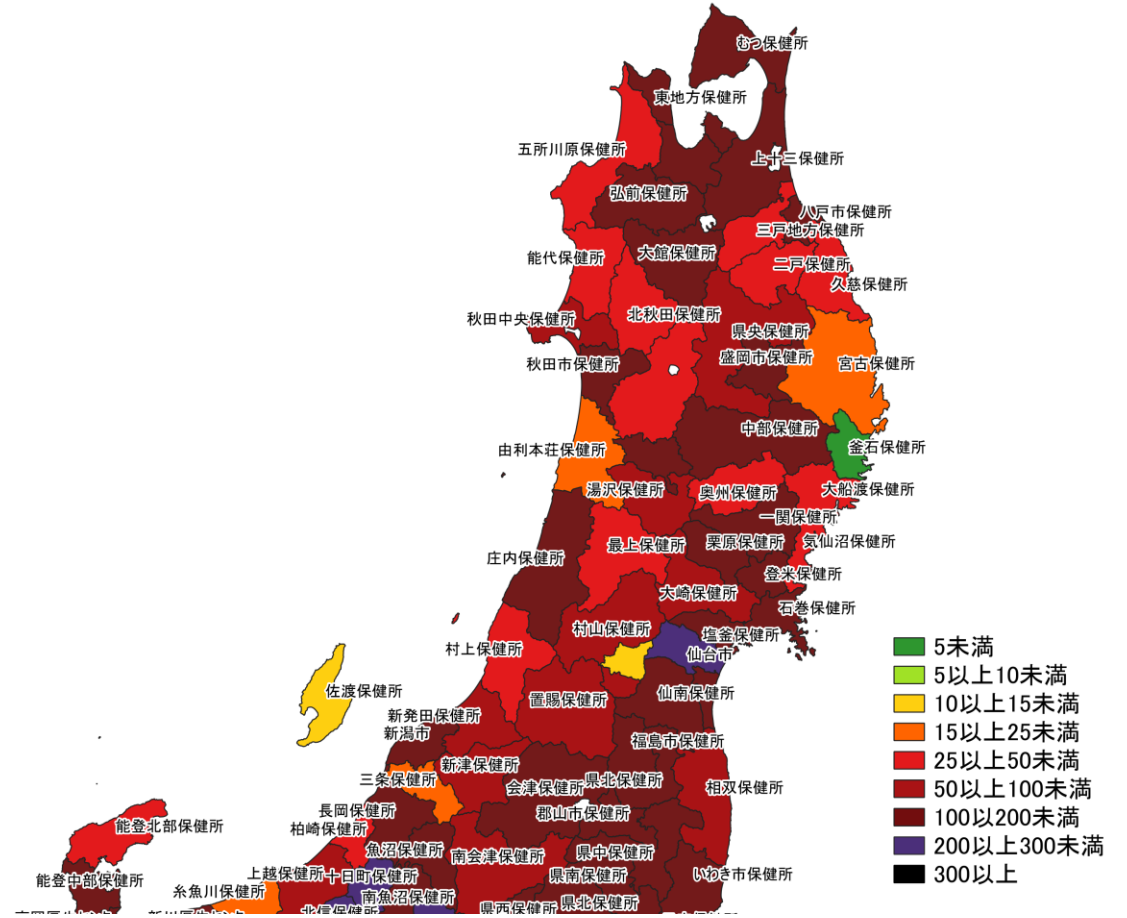 むつ保健所
東地方保健所
五所川原保健所
上十三保健所
弘前保健所
八戸市保健所
三戸地方保健所
大館保健所
能代保健所
二戸保健所
久慈保健所
北秋田保健所
秋田中央保健所
県央保健所
盛岡市保健所
秋田市保健所
宮古保健所
中部保健所
由利本荘保健所
釜石保健所
湯沢保健所
奥州保健所
大船渡保健所
一関保健所
最上保健所
栗原保健所
気仙沼保健所
庄内保健所
登米保健所
大崎保健所
石巻保健所
村山保健所
塩釜保健所
村上保健所
仙台市
佐渡保健所
仙南保健所
置賜保健所
新発田保健所
新潟市
福島市保健所
新津保健所
三条保健所
会津保健所
県北保健所
相双保健所
長岡保健所
郡山市保健所
能登北部保健所
柏崎保健所
魚沼保健所
南会津保健所
県中保健所
上越保健所
十日町保健所
県南保健所
いわき市保健所
能登中部保健所
糸魚川保健所
南魚沼保健所
県北保健所
県西保健所
北信保健所
5未満
5以上10未満
10以上15未満
15以上25未満
25以上50未満
50以上100未満
100以200未満
200以上300未満
300以上